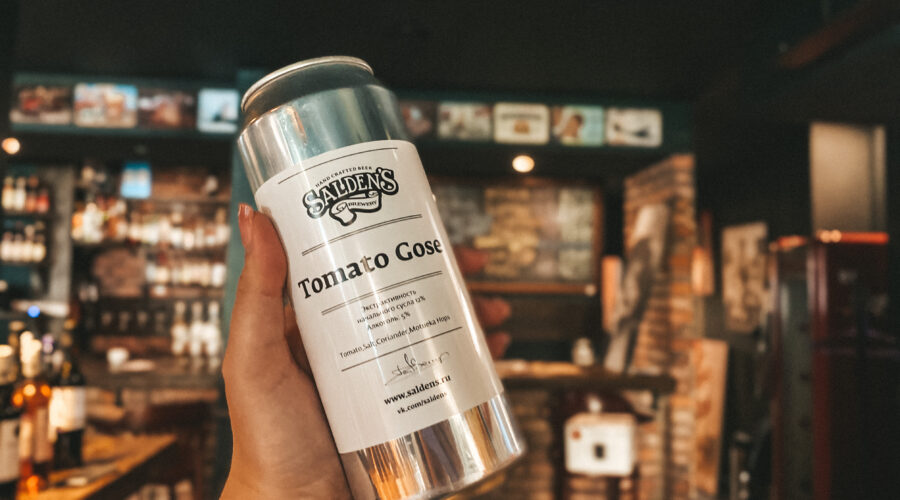 HAND CRAFTED BEER
SALDEN'S
BREWERY
Tomato Gose
Экстрактивность
начального сусла 12%
Алкоголь: 5%
Tomato,Salt,Coriander,Motueka Hops
www.saldens.ru
vk.com/saldens